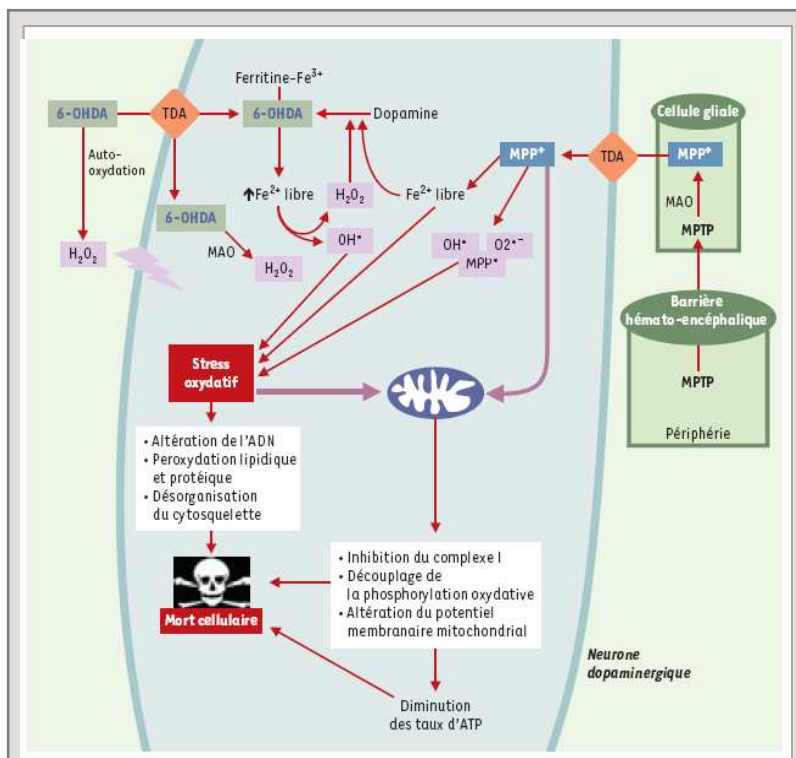 Ferritine-Fe³⁺
6-OHDA
TDA
6-OHDA
Dopamine
Auto-
oxydation
H₂O₂
6-OHDA
MAO
H₂O₂
↑Fe²⁺ libre
H₂O₂
OH•
Fe²⁺ libre
MPP⁺
OH•
O2•⁻
MPP•
TDA
Cellule gliale
MPP⁺
MAO
MPTP
Barrière
hémato-encéphalique
MPTP
Périphérie
Stress
oxydatif
• Altération de l'ADN
• Peroxydation lipidique
et protéique
• Désorganisation
du cytosquelette
Mort cellulaire
• Inhibition du complexe I
• Découplage de
la phosphorylation oxydative
• Altération du potentiel
membranaire mitochondrial
Diminution
des taux d'ATP
Neurone
dopaminergique